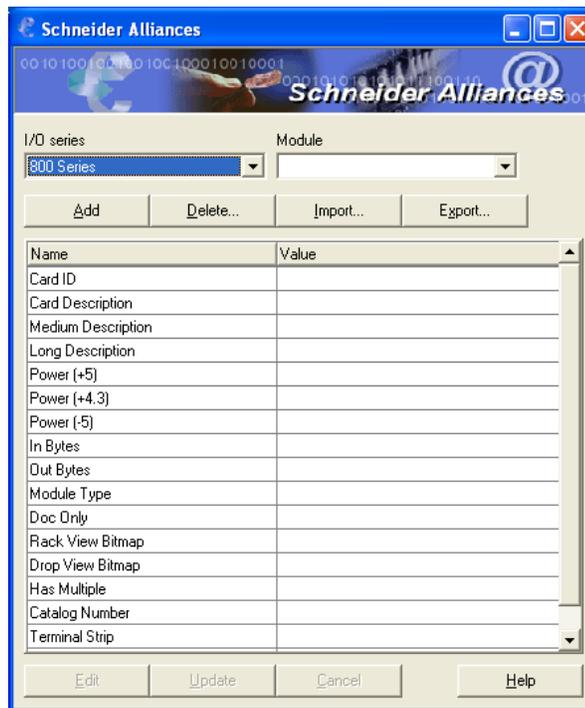 Schneider Alliances
Schneider Alliances
I/O series
Module
800 Series
Add
Delete...
Import...
Export...
Name
Value
Card ID
Card Description
Medium Description
Long Description
Power (+5)
Power (+4.3)
Power (-5)
In Bytes
Out Bytes
Module Type
Doc Only
Rack View Bitmap
Drop View Bitmap
Has Multiple
Catalog Number
Terminal Strip
Edit
Update
Cancel
Help